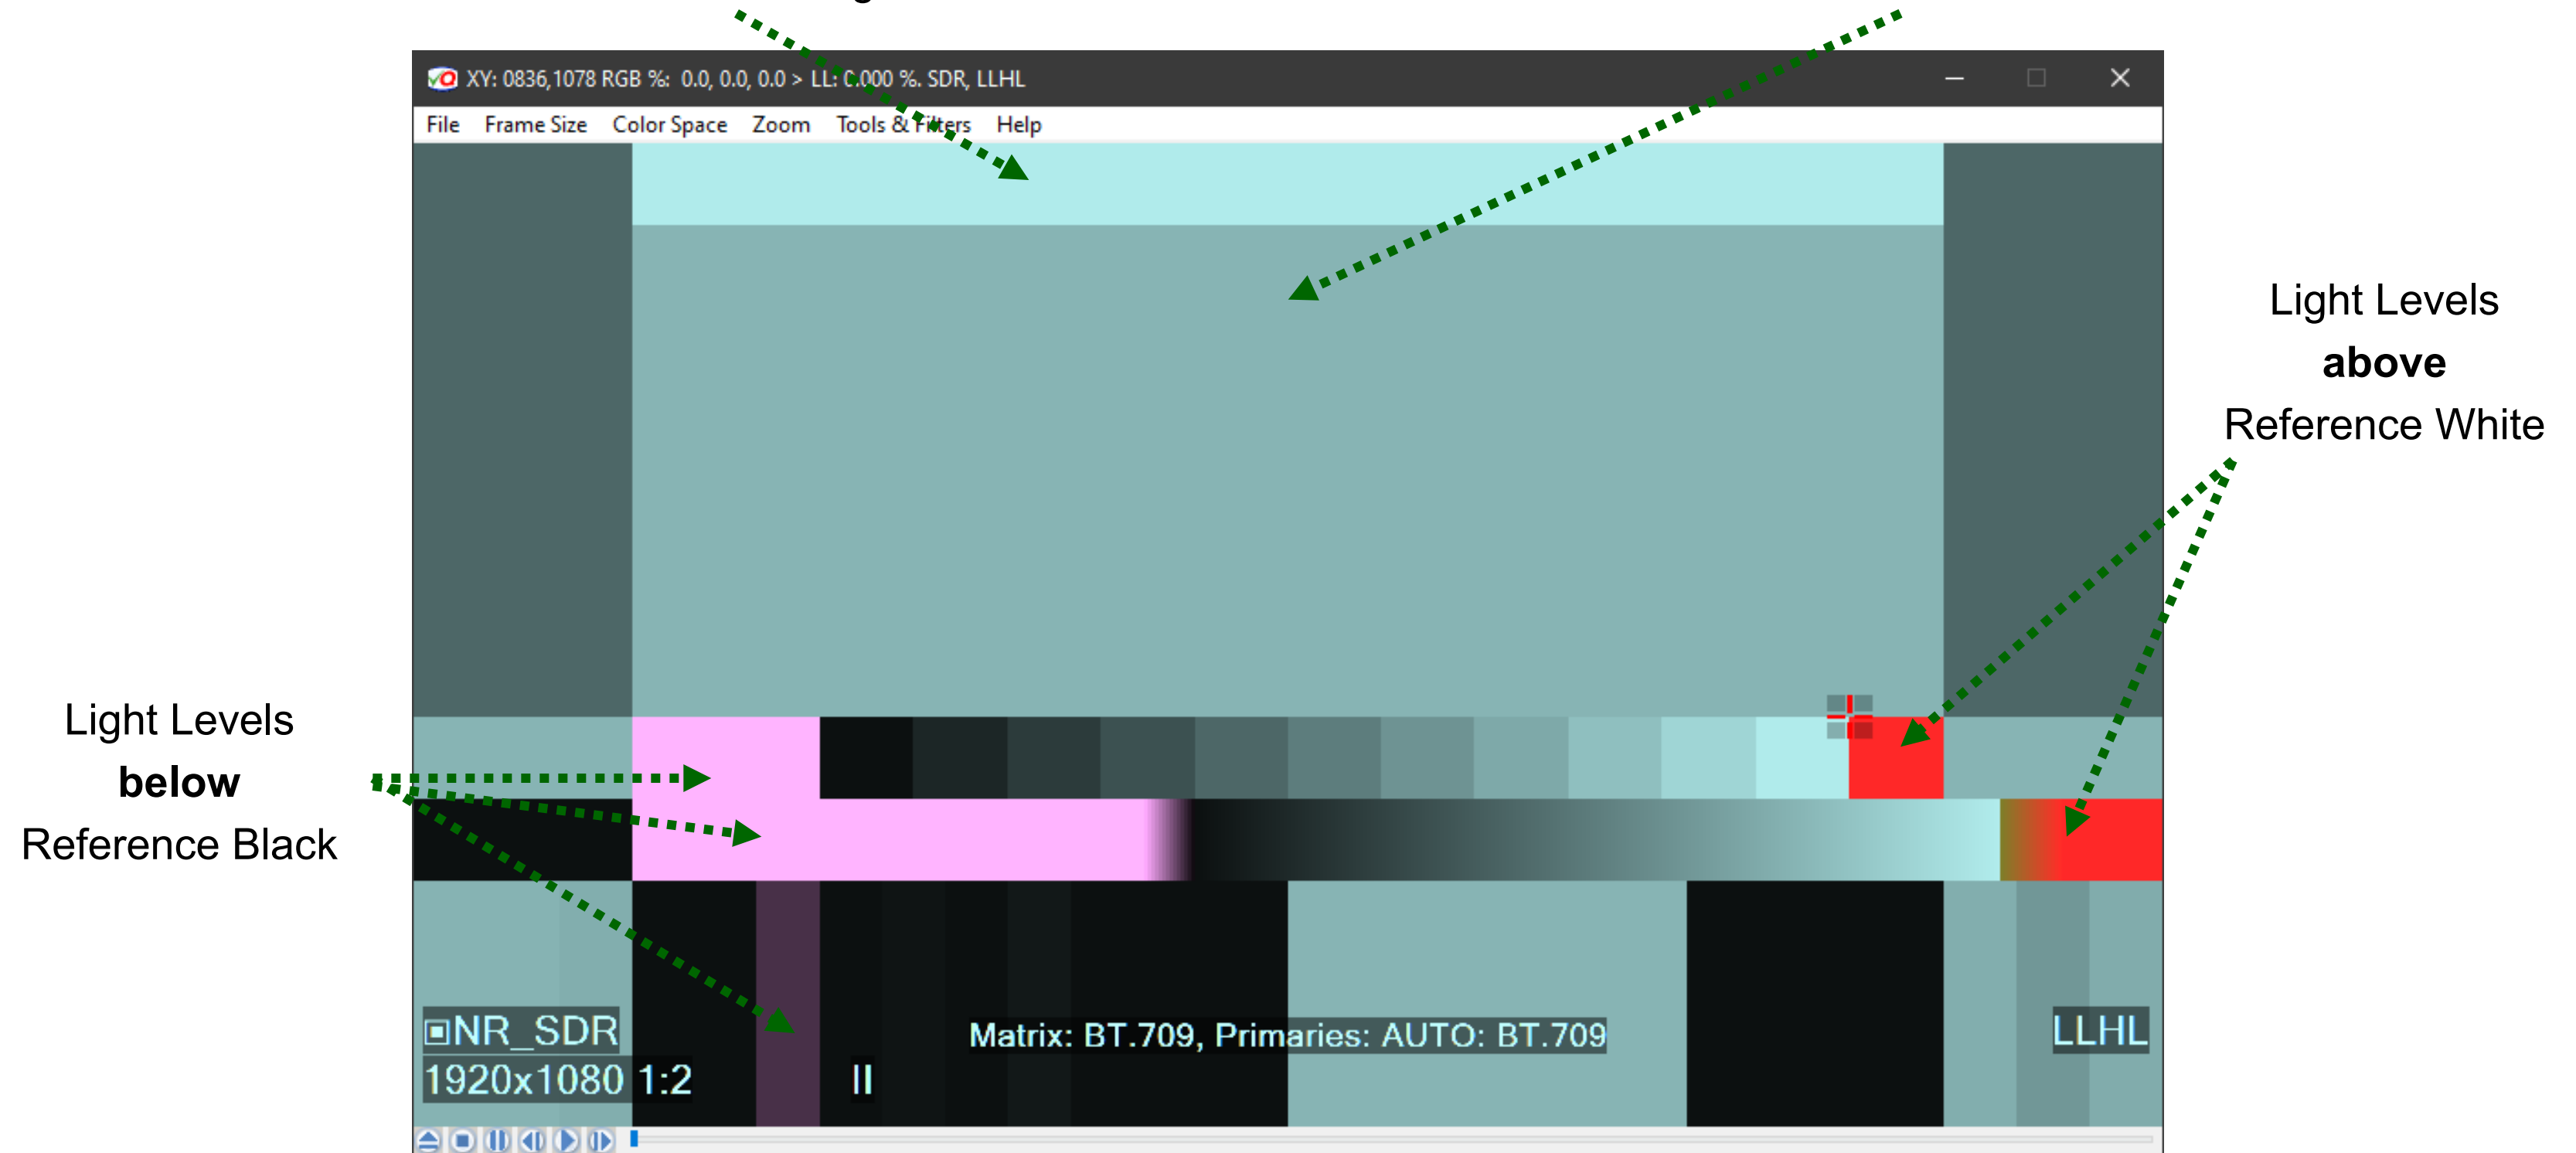 XY: 0836,1078 RGB %: 0.0, 0.0, 0.0 > LL: 0.000 %. SDR, LLHL
File Frame Size Color Space Zoom Tools & Filters Help
Light Levels
above
Reference White
Light Levels
below
Reference Black
▣NR_SDR
1920x1080 1:2
II
Matrix: BT.709, Primaries: AUTO: BT.709
LLHL